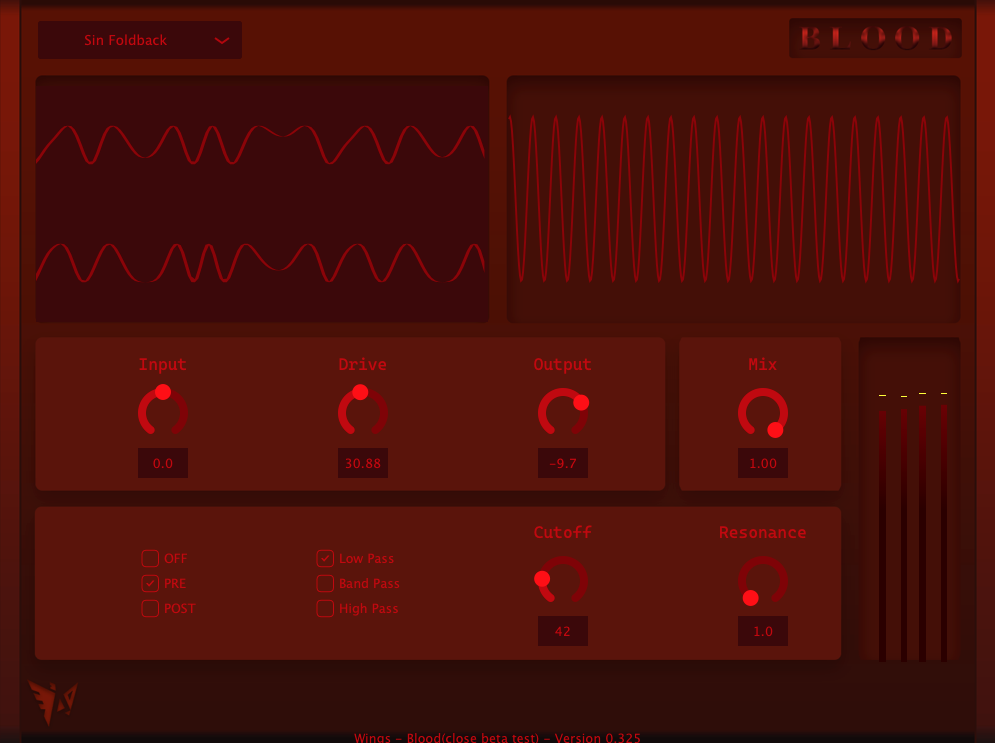 Sin Foldback
BLOOD
Input
Drive
Output
Mix
0.0
30.88
-9.7
1.00
Cutoff
Resonance
OFF
Low Pass
PRE
Band Pass
POST
High Pass
42
1.0
Wings - Blood(close beta test) - Version 0.325